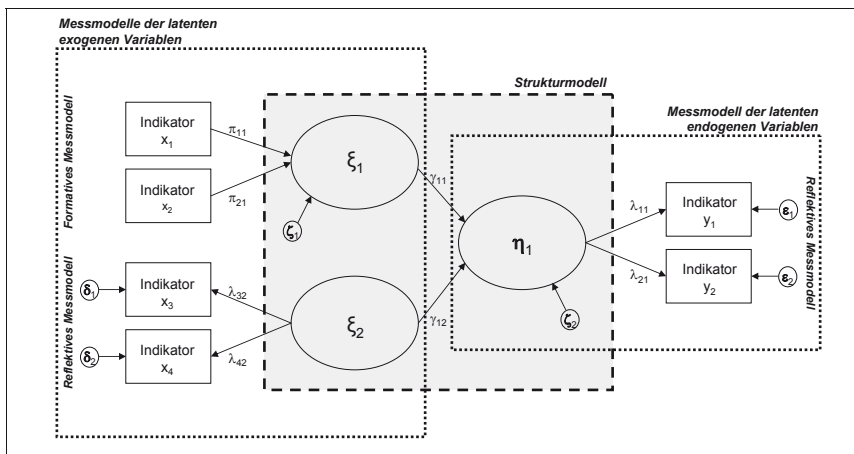 Messmodelle der latenten
exogenen Variablen
Strukturmodell
Messmodell der latenten
endogenen Variablen
Formatives Messmodell
Indikator
x₁
π₁₁
Indikator
x₂
π₂₁
ξ₁
ζ₁
γ₁₁
Reflektives Messmodell
δ₁
Indikator
x₃
λ₃₂
δ₂
Indikator
x₄
λ₄₂
ξ₂
γ₁₂
η₁
ζ₂
λ₁₁
Indikator
y₁
ε₁
λ₂₁
Indikator
y₂
ε₂
Reflektives Messmodell